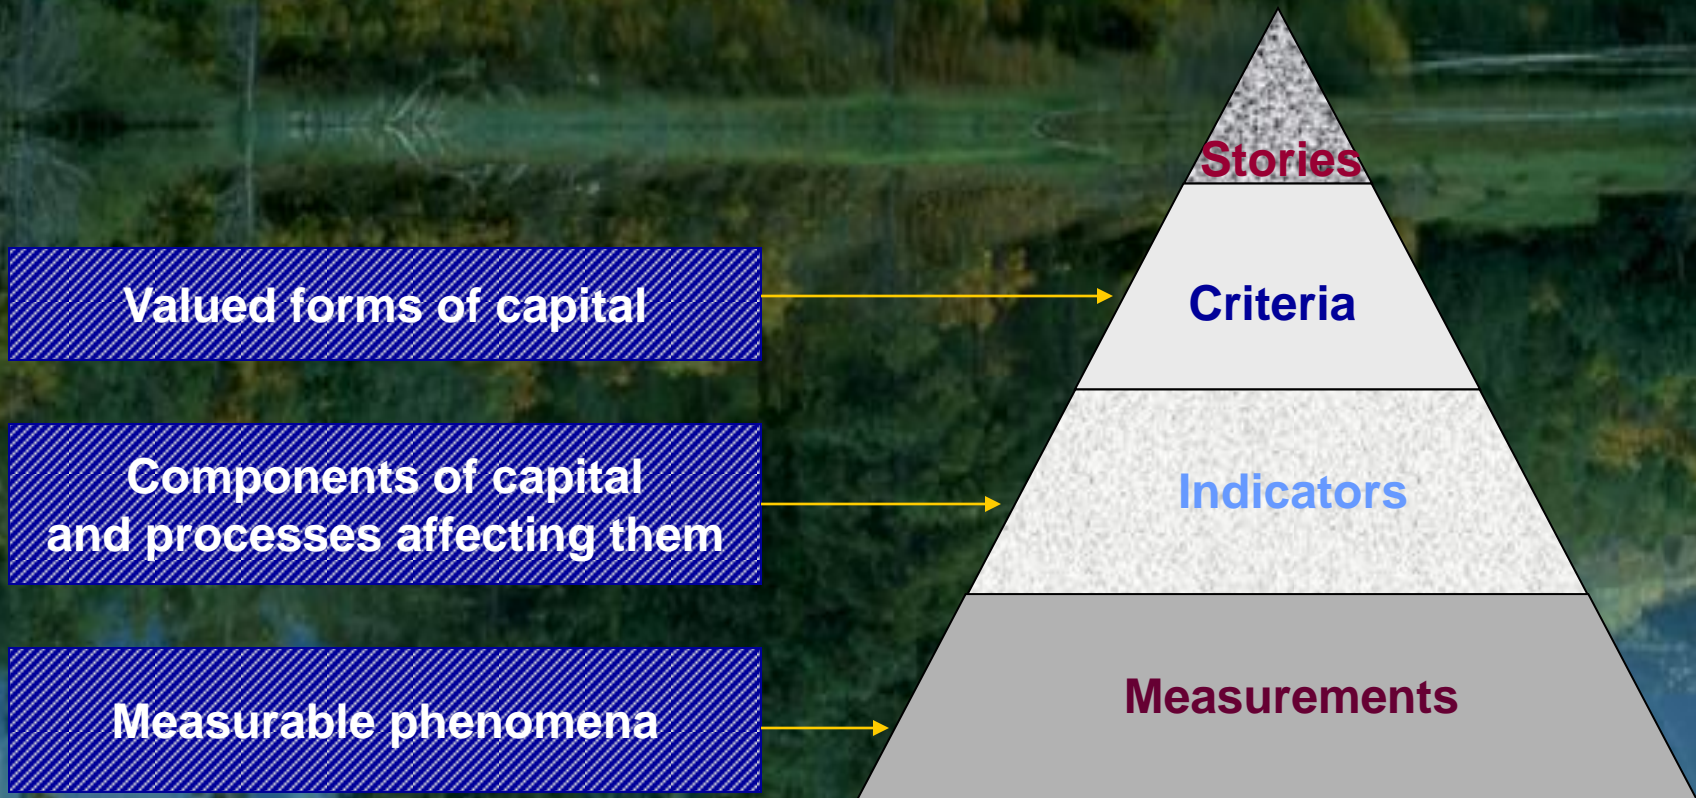 Stories
Valued forms of capital
Criteria
Components of capital
and processes affecting them
Indicators
Measurable phenomena
Measurements